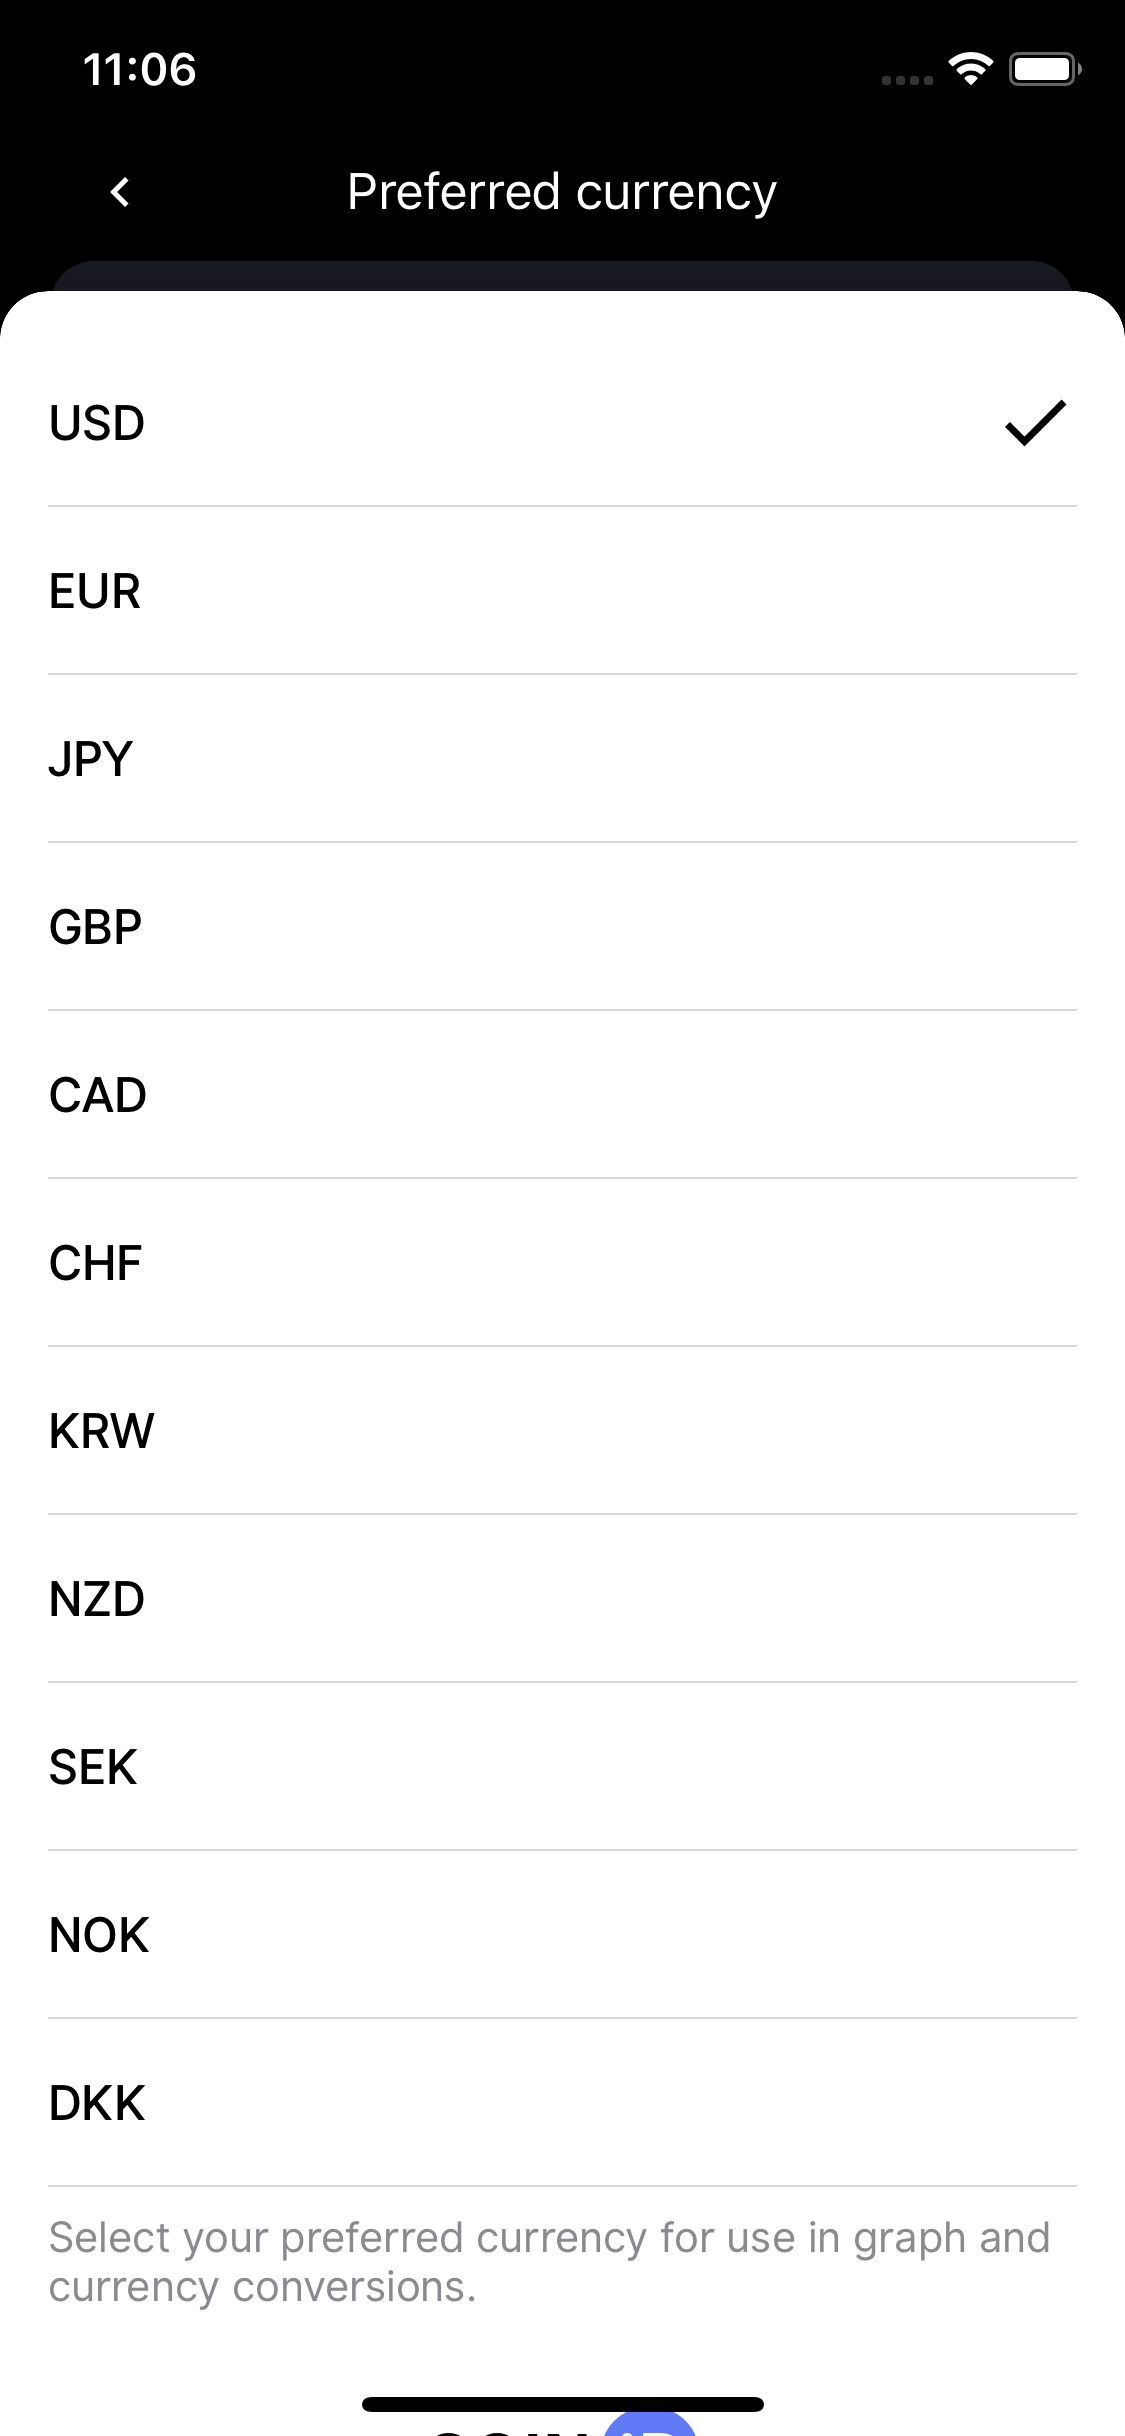 11:06
Preferred currency
USD
EUR
JPY
GBP
CAD
CHF
KRW
NZD
SEK
NOK
DKK
Select your preferred currency for use in graph and
currency conversions.